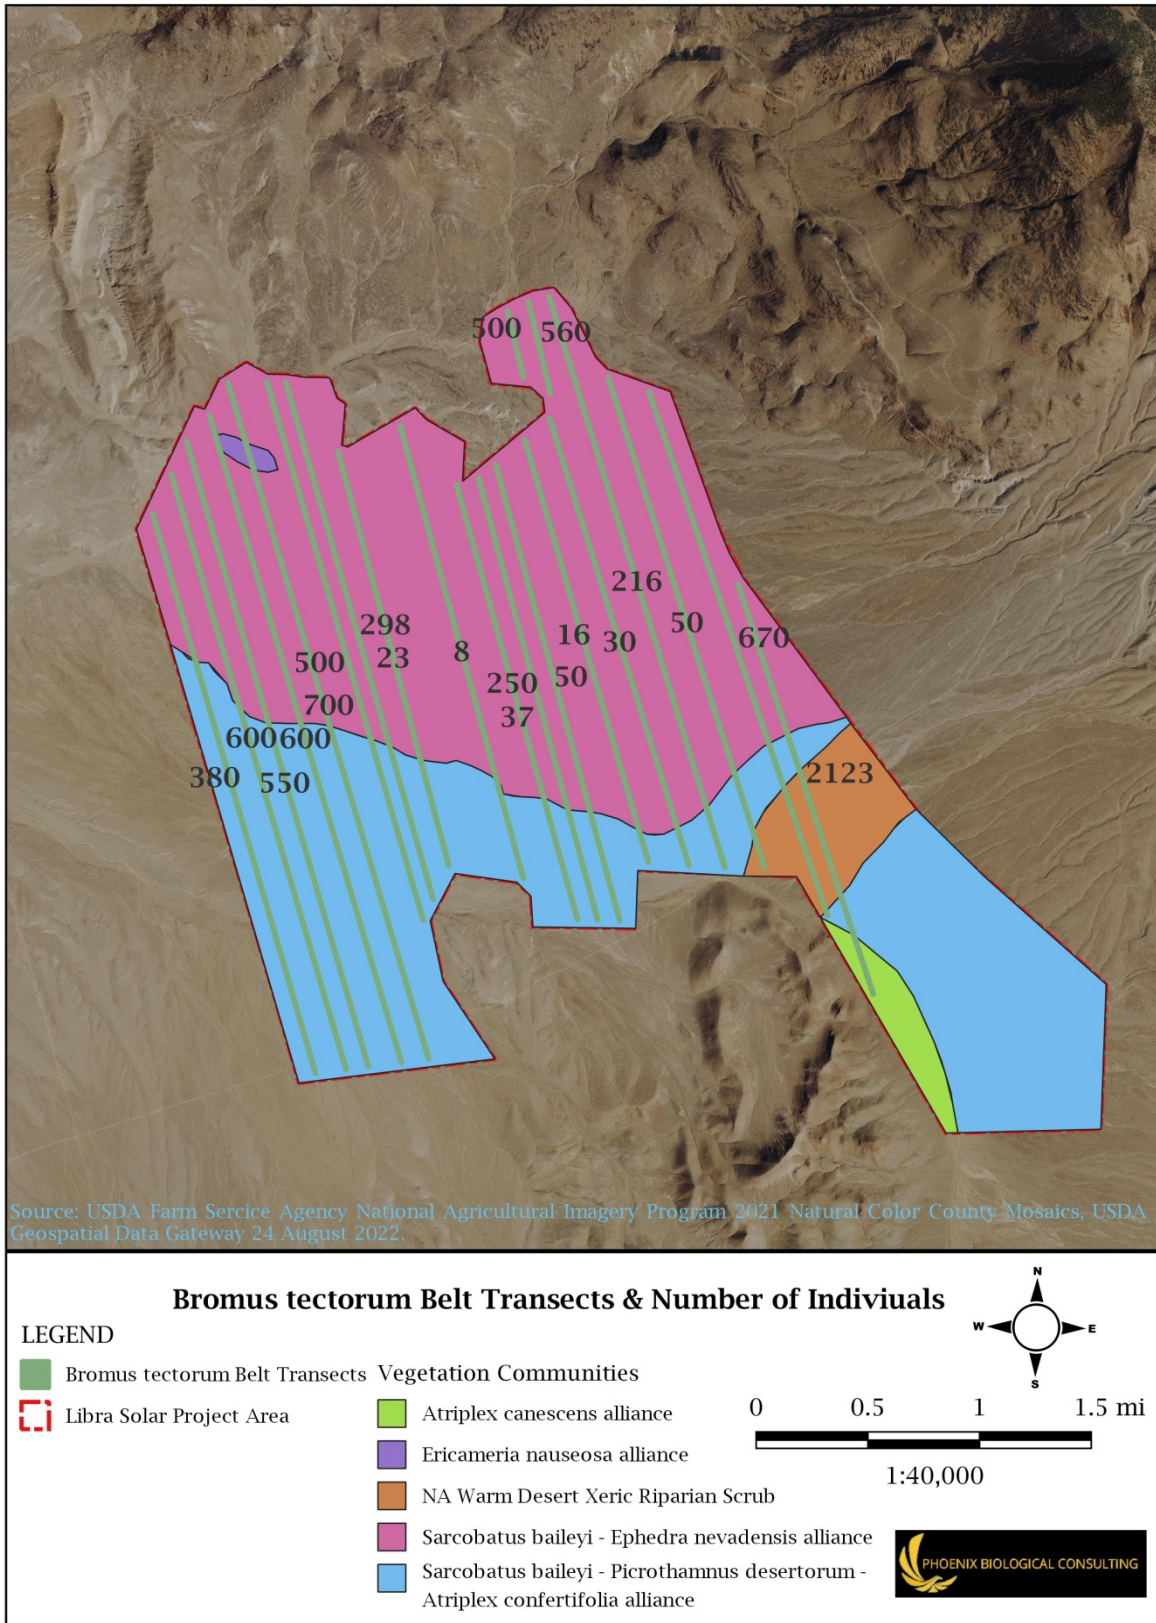 500 560
216
298 16 30 50 670
23 8
500 250 50
700 37
600 600
380 550 2123
Source: USDA Farm Sercice Agency National Agricultural Imagery Program 2021 Natural Color County Mosaics, USDA
Geospatial Data Gateway 24 August 2022.
Bromus tectorum Belt Transects & Number of Indiviuals
LEGEND
Bromus tectorum Belt Transects
Libra Solar Project Area
Vegetation Communities
Atriplex canescens alliance
Ericameria nauseosa alliance
NA Warm Desert Xeric Riparian Scrub
Sarcobatus baileyi - Ephedra nevadensis alliance
Sarcobatus baileyi - Picrothamnus desertorum -
Atriplex confertifolia alliance
N
W E
S
0 0.5 1 1.5 mi
1:40,000
PHOENIX BIOLOGICAL CONSULTING